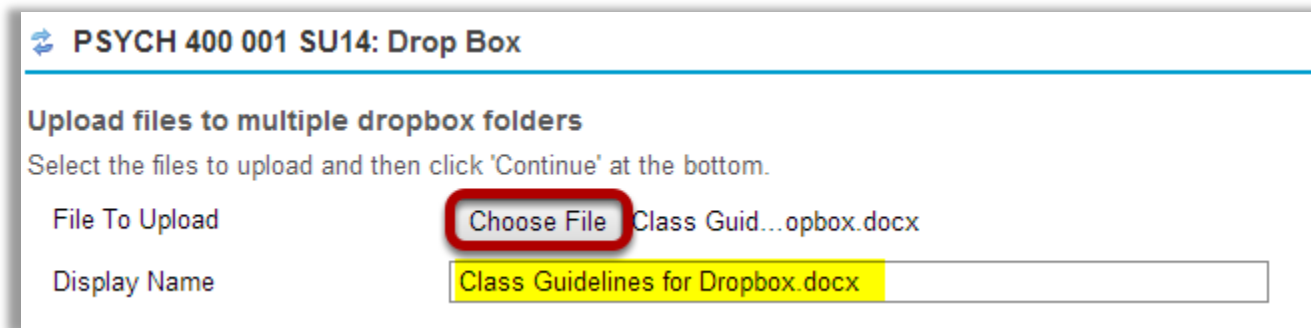 PSYCH 400 001 SU14: Drop Box
Upload files to multiple dropbox folders
Select the files to upload and then click 'Continue' at the bottom.
File To Upload Choose File Class Guid...opbox.docx
Display Name Class Guidelines for Dropbox.docx